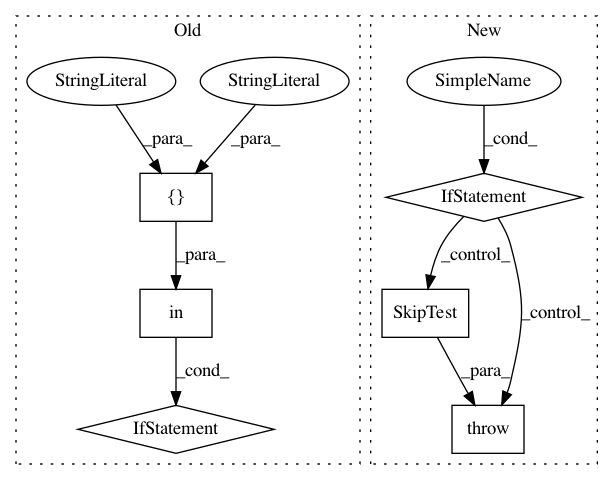 Old
New
StringLiteral
StringLiteral
SimpleName
_para_
_para_
_cond_
{}
IfStatement
_para_
_control_
_control_
in
SkipTest
_cond_
_para_
IfStatement
throw